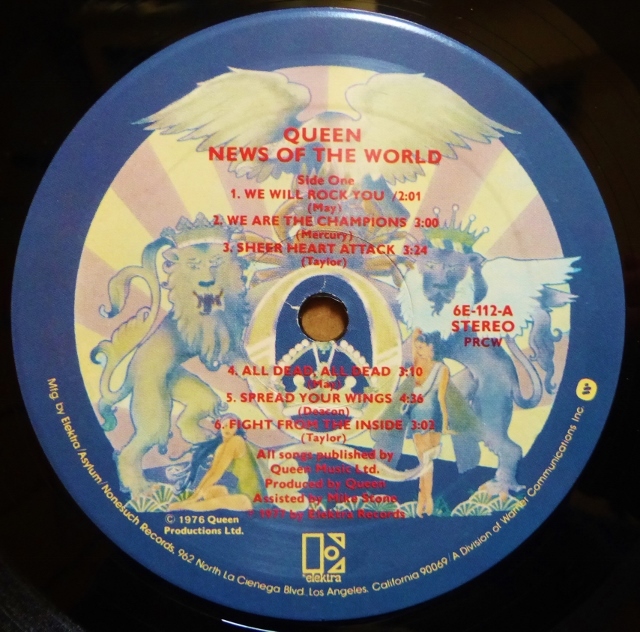 QUEEN
NEWS OF THE WORLD
Side One
1. WE WILL ROCK YOU /2:01
(May)
2. WE ARE THE CHAMPIONS 3:00
(Mercury)
3. SHEER HEART ATTACK 3:24
(Taylor)
6E-112-A
STEREO
PRCW
4. ALL DEAD, ALL DEAD 3:10
(May)
5. SPREAD YOUR WINGS 4:36
(Deacon)
6. FIGHT FROM THE INSIDE 3:03
(Taylor)
All songs published by
Queen Music Ltd.
Produced by Queen
Assisted by Mike Stone
© 1977 by Elektra Records
© 1976 Queen
Productions Ltd.
elektra
Mfg. by Elektra/Asylum/Nonesuch Records, 962 North La Cienega Blvd. Los Angeles, California 90069/A Division of Warner Communications Inc.